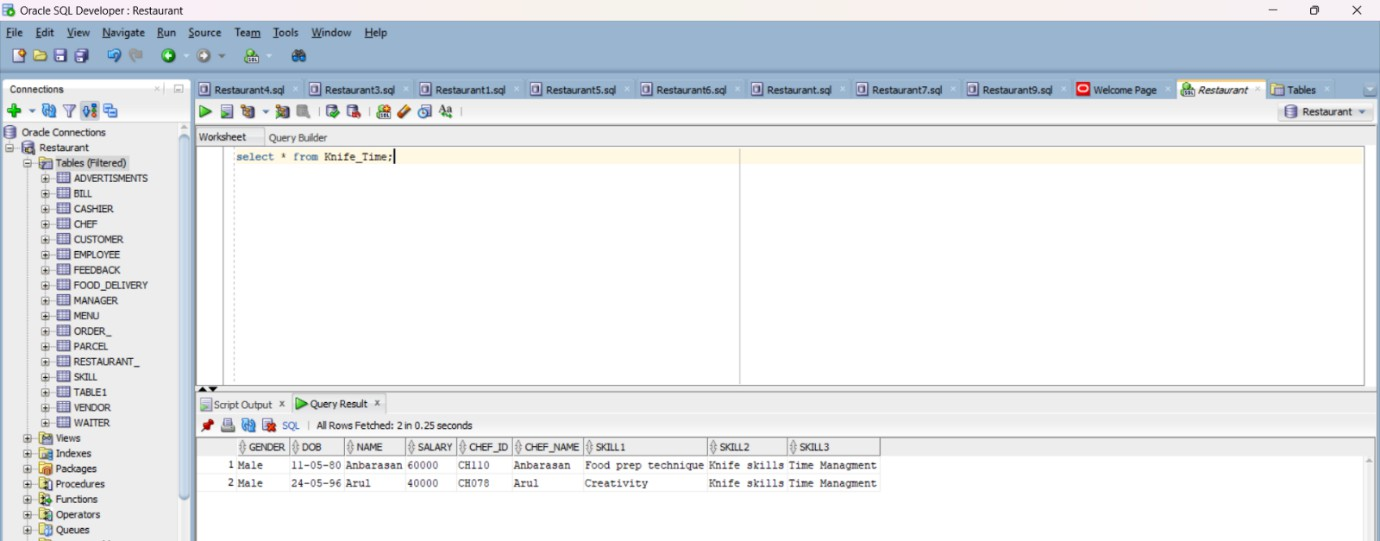 Oracle SQL Developer : Restaurant
File Edit View Navigate Run Source Team Tools Window Help
Connections
Restaurant4.sql Restaurant3.sql Restaurant1.sql Restaurant5.sql Restaurant6.sql Restaurant.sql Restaurant7.sql Restaurant9.sql Welcome Page Restaurant Tables
Restaurant
Worksheet Query Builder
select * from Knife_Time;
Oracle Connections
Restaurant
Tables (Filtered)
ADVERTISMENTS
BILL
CASHIER
CHEF
CUSTOMER
EMPLOYEE
FEEDBACK
FOOD_DELIVERY
MANAGER
MENU
ORDER_
PARCEL
RESTAURANT_
SKILL
TABLE1
VENDOR
WAITER
Views
Indexes
Packages
Procedures
Functions
Operators
Queues
Script Output x Query Result x
SQL | All Rows Fetched: 2 in 0.25 seconds
GENDER DOB NAME SALARY CHEF_ID CHEF_NAME SKILL1 SKILL2 SKILL3
1 Male 11-05-80 Anbarasan 60000 CH110 Anbarasan Food prep technique Knife skills Time Managment
2 Male 24-05-96 Arul 40000 CH078 Arul Creativity Knife skills Time Managment